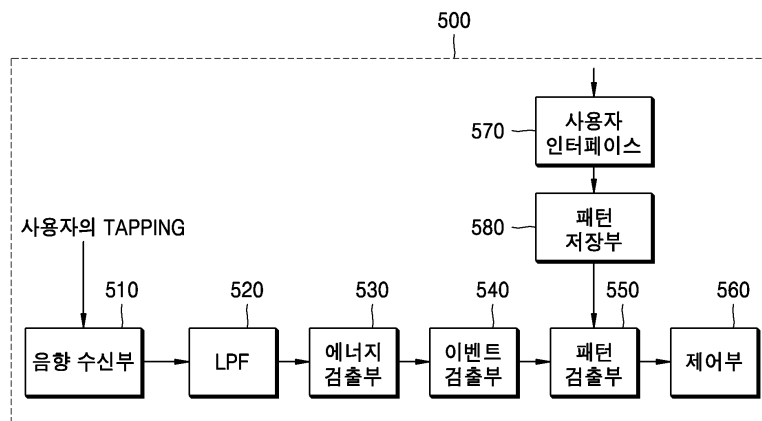 500
570
사용자
인터페이스
사용자의 TAPPING
580
패턴
저장부
510
520
530
540
550
560
음향 수신부
LPF
에너지
검출부
이벤트
검출부
패턴
검출부
제어부